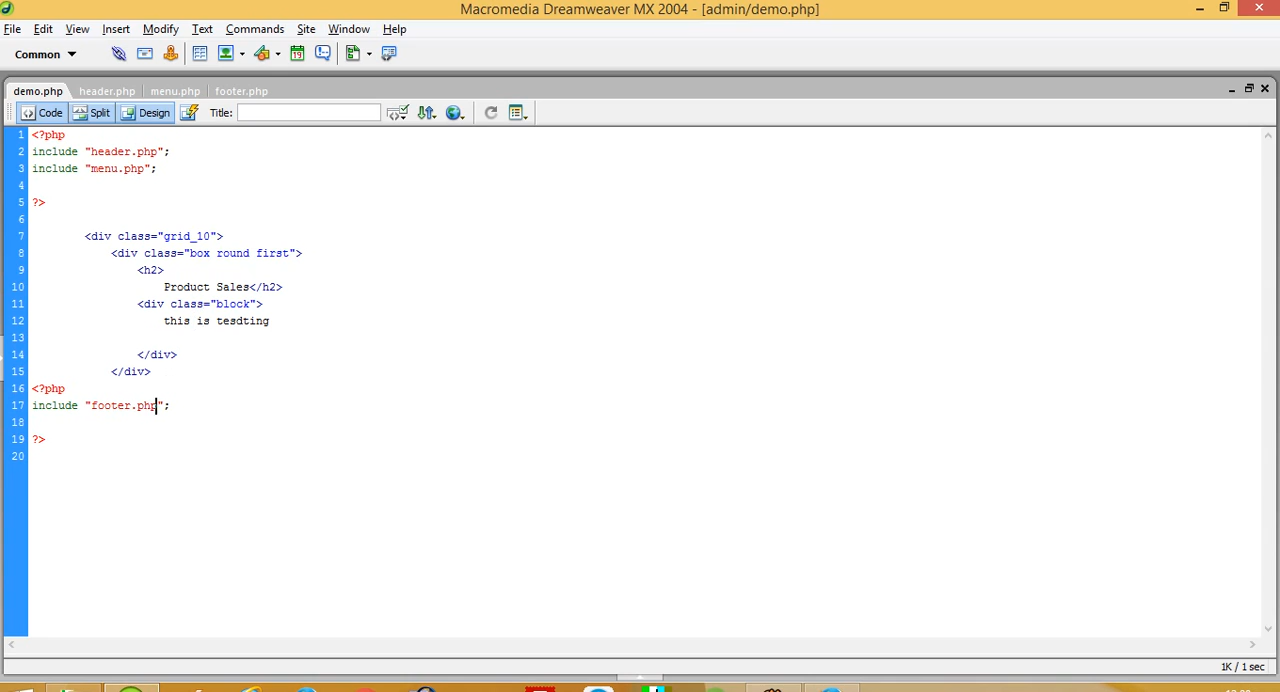 Macromedia Dreamweaver MX 2004 - [admin/demo.php]
File Edit View Insert Modify Text Commands Site Window Help
Common
demo.php header.php menu.php footer.php
Code Split Design Title:
1 <?php
2 include "header.php";
3 include "menu.php";
4
5 ?>
6
7 <div class="grid_10">
8 <div class="box round first">
9 <h2>
10 Product Sales</h2>
11 <div class="block">
12 this is tesdting
13
14 </div>
15 </div>
16 <?php
17 include "footer.php";
18
19 ?>
20
1K / 1 sec